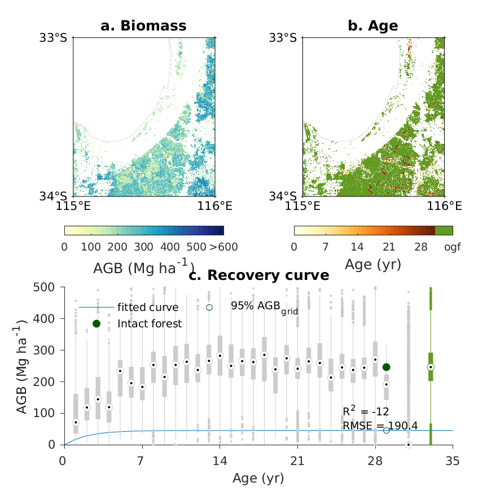 a. Biomass
b. Age
33°S
34°S
115°E
116°E
33°S
34°S
115°E
116°E
0 100 200 300 400 500 >600
AGB (Mg ha-1)
0 7 14 21 28 ogf
Age (yr)
c. Recovery curve
fitted curve
95% AGBgrid
Intact forest
R2 = -12
RMSE = 190.4
500
400
300
200
100
0
AGB (Mg ha-1)
0 7 14 21 28 35
Age (yr)